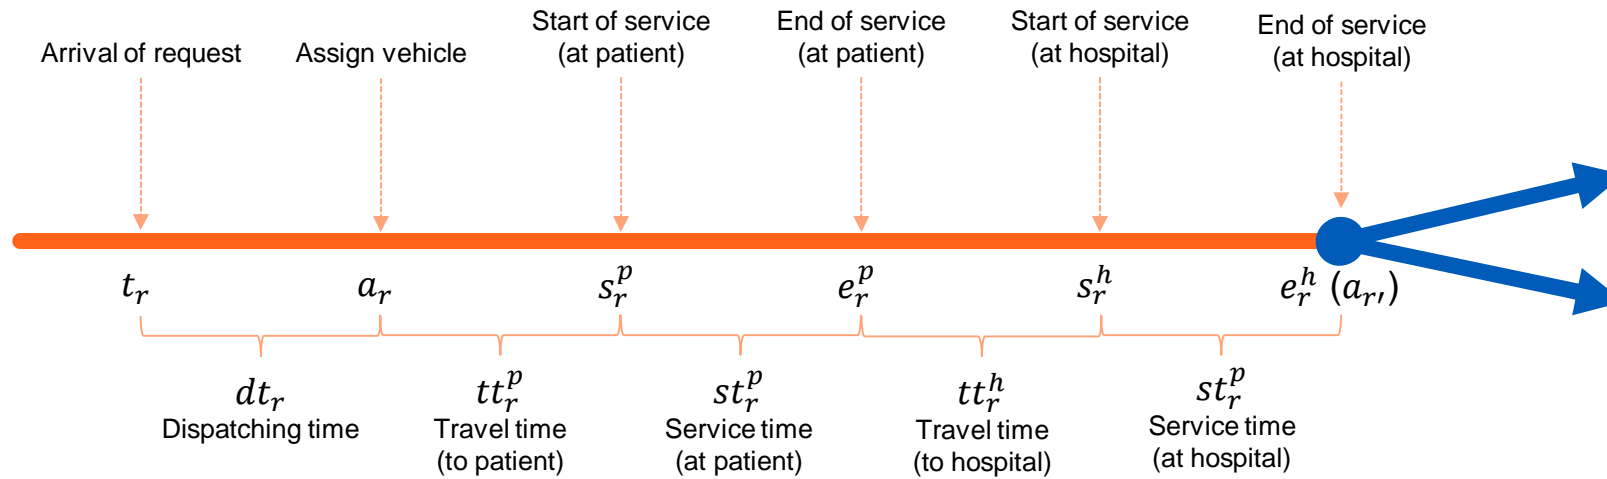 Arrival of request
Assign vehicle
Start of service
(at patient)
End of service
(at patient)
Start of service
(at hospital)
End of service
(at hospital)
t_r
a_r
s_r^p
e_r^p
s_r^h
e_r^h (a_{r'})
dt_r
Dispatching time
tt_r^p
Travel time
(to patient)
st_r^p
Service time
(at patient)
tt_r^h
Travel time
(to hospital)
st_r^p
Service time
(at hospital)